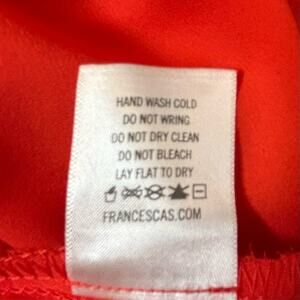 HAND WASH COLD
DO NOT WRING
DO NOT DRY CLEAN
DO NOT BLEACH
LAY FLAT TO DRY
FRANCESCAS.COM